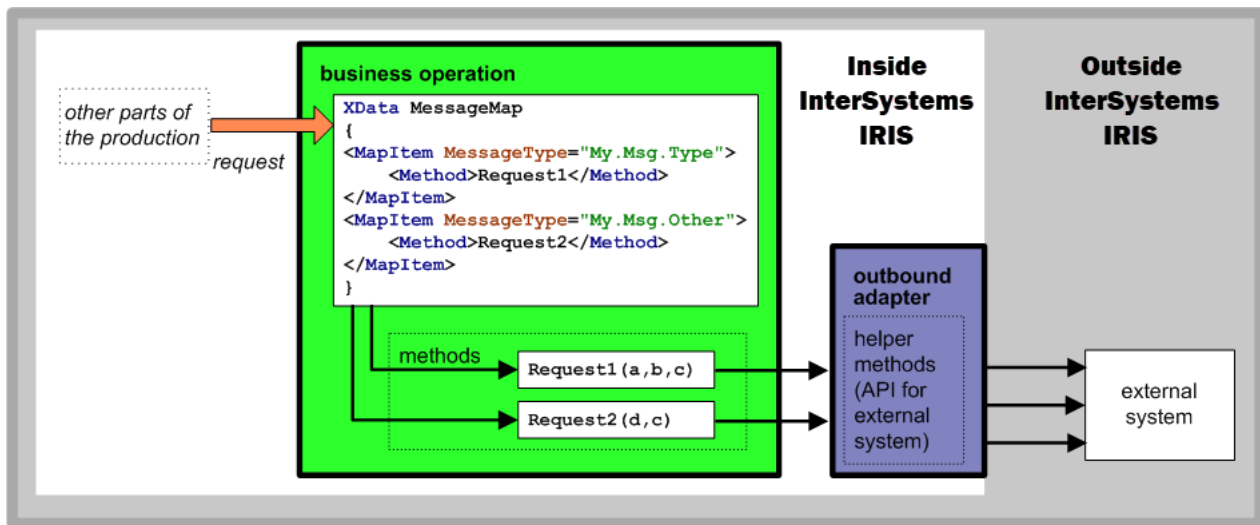 other parts of
the production
request
business operation
XData MessageMap
{
<MapItem MessageType="My.Msg.Type">
    <Method>Request1</Method>
</MapItem>
<MapItem MessageType="My.Msg.Other">
    <Method>Request2</Method>
</MapItem>
}
methods
Request1(a,b,c)
Request2(d,c)
Inside
InterSystems
IRIS
outbound
adapter
helper
methods
(API for
external
system)
Outside
InterSystems
IRIS
external
system